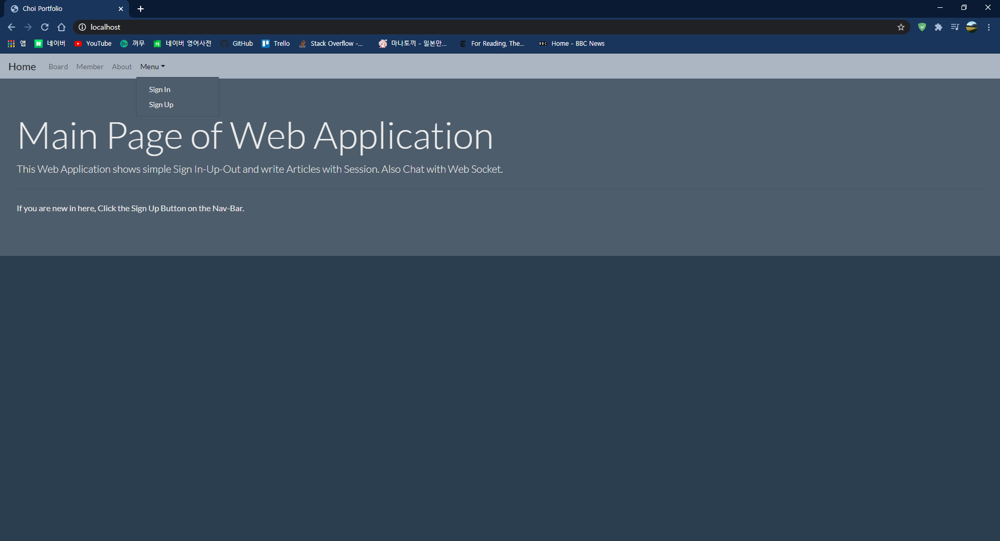 Choi Portfolio
localhost
앱 네이버 YouTube 꺼무 네이버 영어사전 GitHub Trello Stack Overflow -... 마나토끼 - 일본만... For Reading, The... BBC Home - BBC News
Home Board Member About Menu
Sign In
Sign Up
Main Page of Web Application
This Web Application shows simple Sign In-Up-Out and write Articles with Session. Also Chat with Web Socket.
If you are new in here, Click the Sign Up Button on the Nav-Bar.